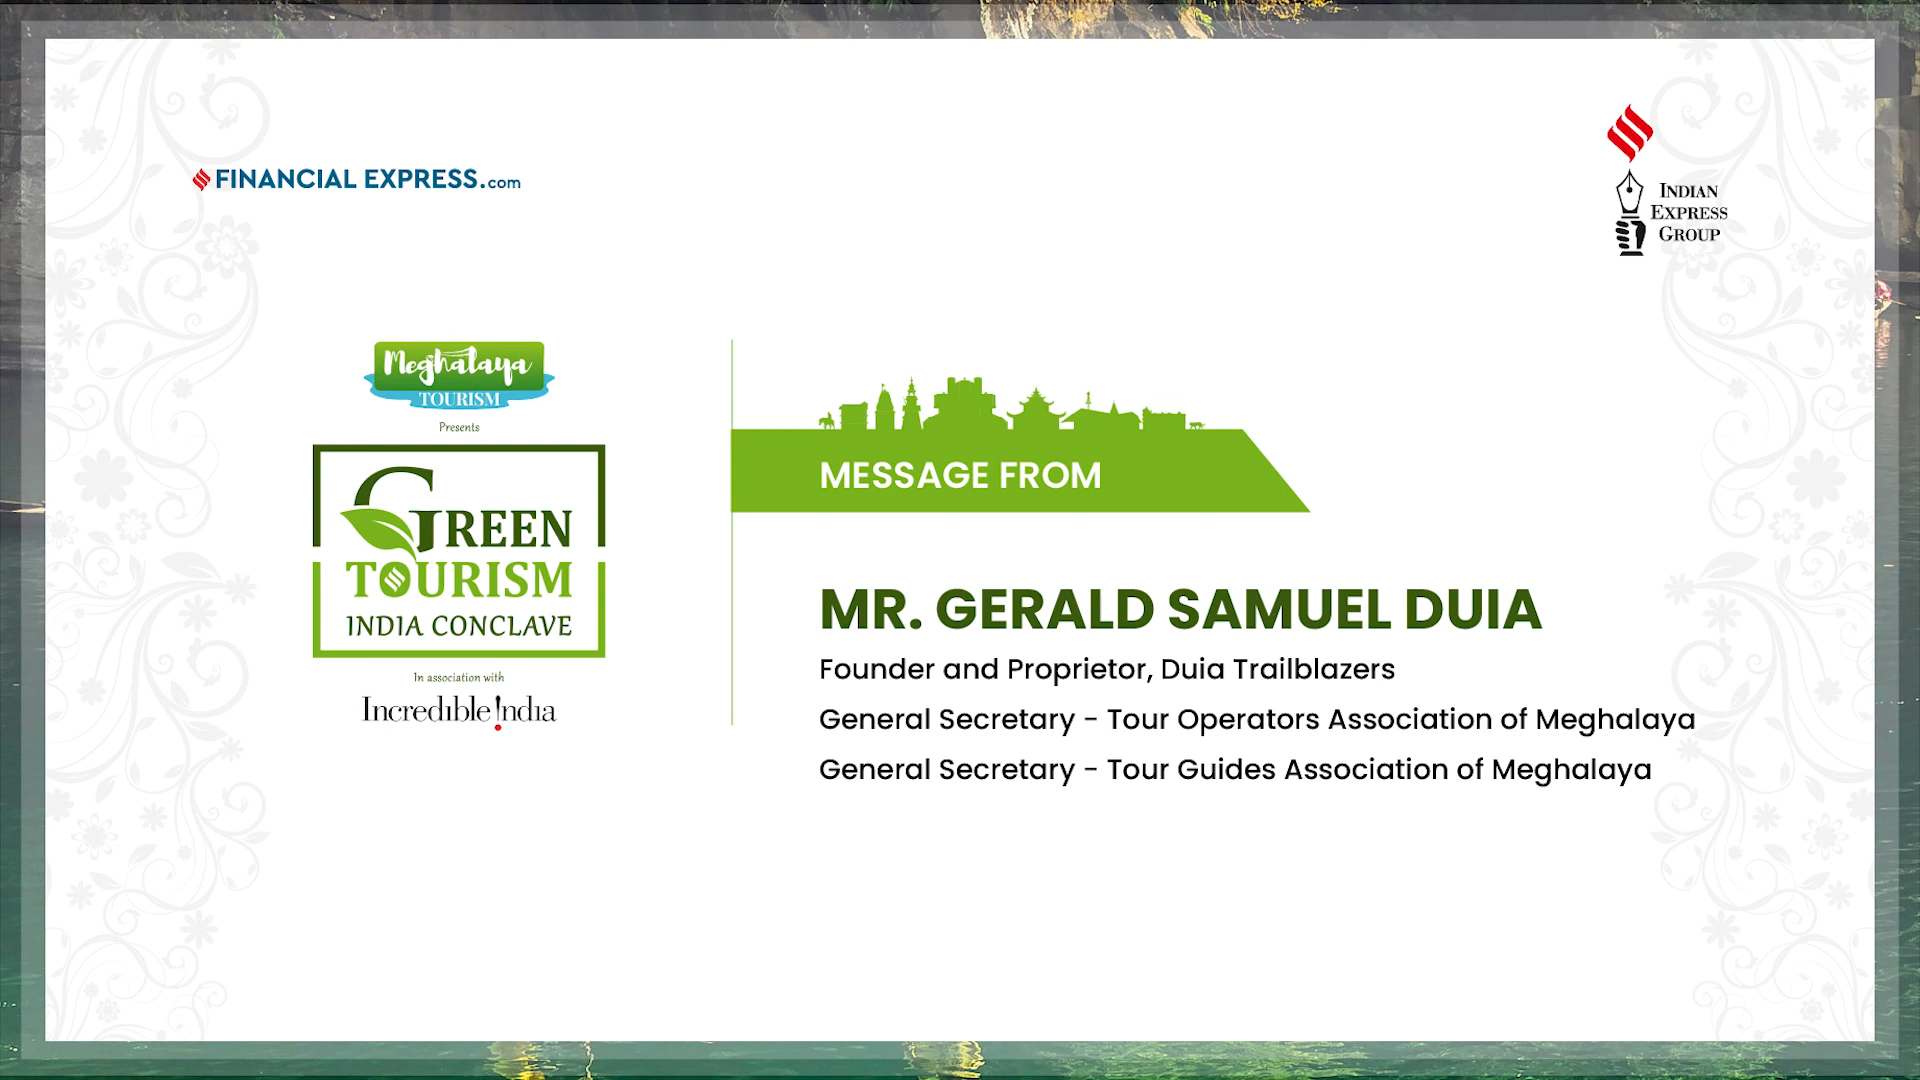 FINANCIAL EXPRESS.com
INDIAN
EXPRESS
GROUP
Meghalaya
TOURISM
Presents
GREEN
TOURISM
INDIA CONCLAVE
In association with
Incredible !ndia
MESSAGE FROM
MR. GERALD SAMUEL DUIA
Founder and Proprietor, Duia Trailblazers
General Secretary - Tour Operators Association of Meghalaya
General Secretary - Tour Guides Association of Meghalaya